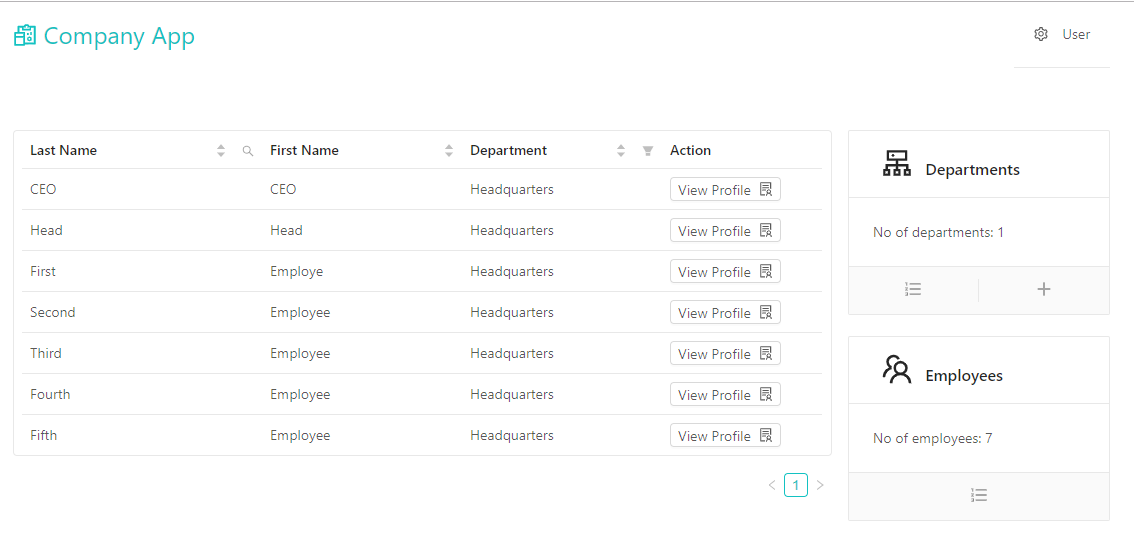 Company App
User
Last Name First Name Department Action
CEO CEO Headquarters View Profile
Head Head Headquarters View Profile
First Employe Headquarters View Profile
Second Employee Headquarters View Profile
Third Employee Headquarters View Profile
Fourth Employee Headquarters View Profile
Fifth Employee Headquarters View Profile
1
Departments
No of departments: 1
Employees
No of employees: 7